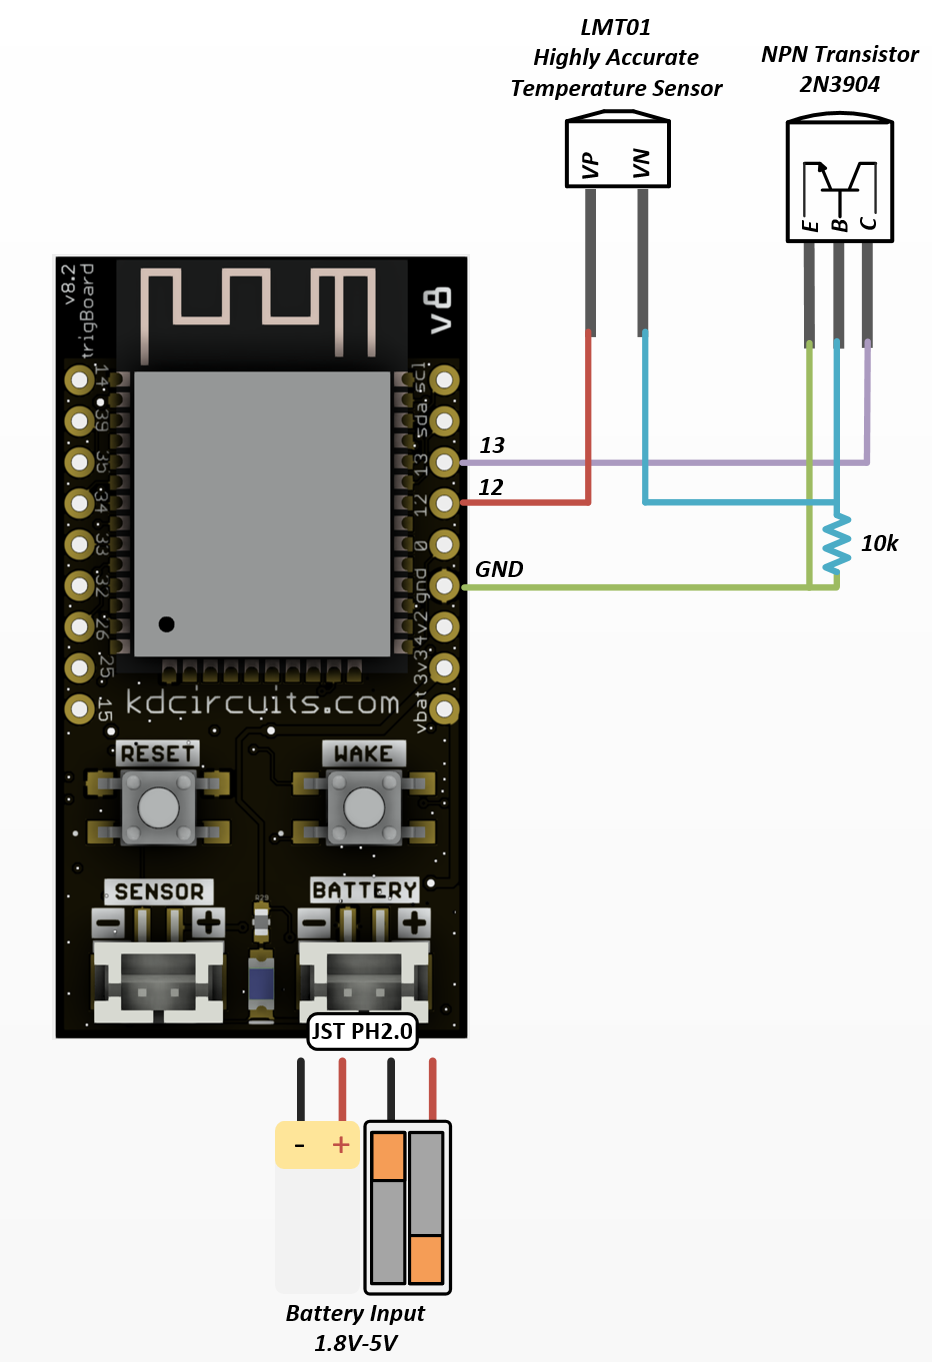 LMT01
Highly Accurate
Temperature Sensor
NPN Transistor
2N3904
VP
VN
E
B
C
v8.2
trigBoard
v8
14
39
35
34
33
32
26
25
15
scl
sda
13
12
0
gnd
4v2
3v3
vbat
13
12
GND
10k
kdcircuits.com
RESET
WAKE
SENSOR
BATTERY
R29
- +
- +
JST PH2.0
- +
Battery Input
1.8V-5V